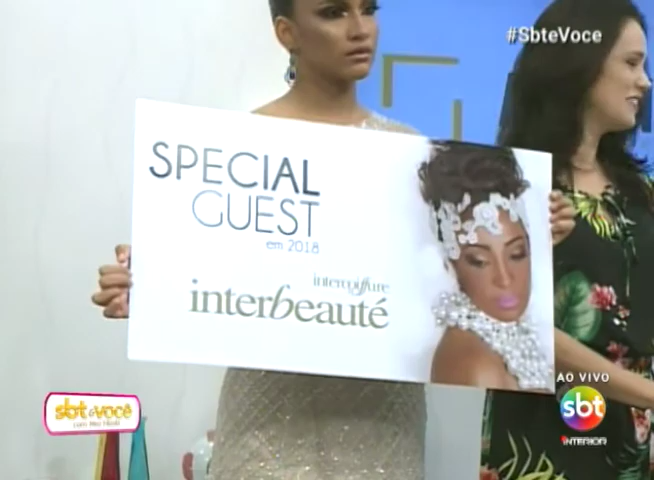 #SbteVoce
SPECIAL
GUEST
em 2018
intercoiffure
interbeauté
AO VIVO
sbt
INTERIOR
sbt e você